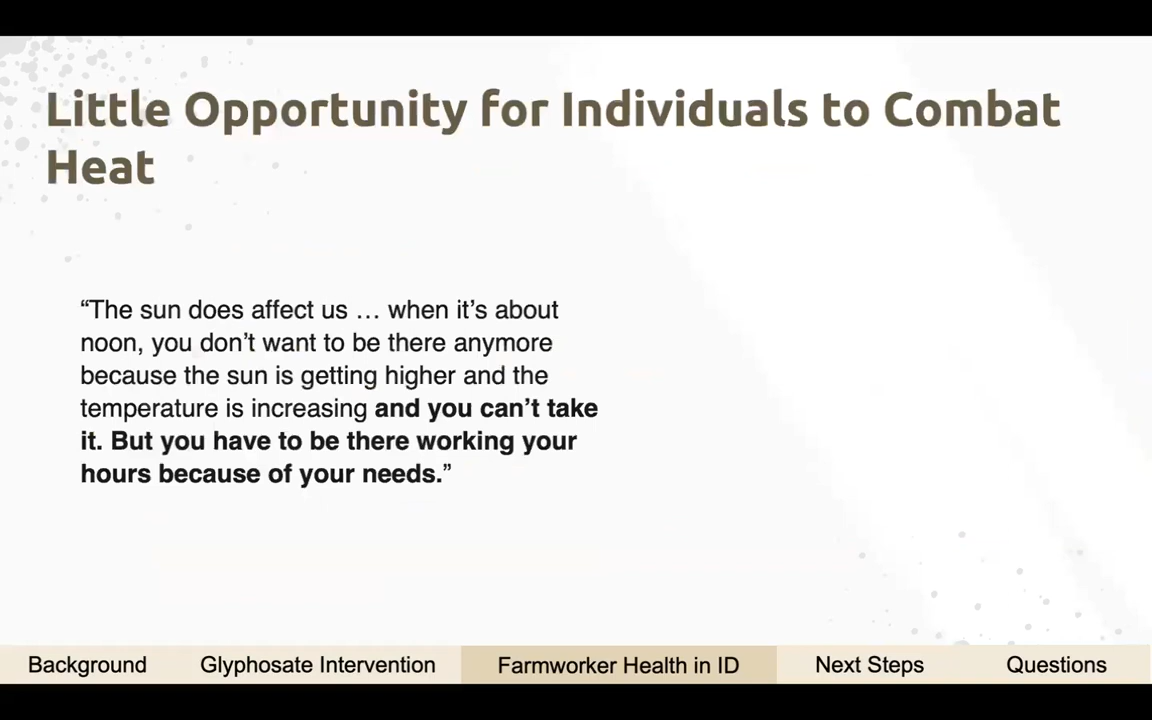 Little Opportunity for Individuals to Combat
Heat
“The sun does affect us … when it’s about
noon, you don’t want to be there anymore
because the sun is getting higher and the
temperature is increasing and you can’t take
it. But you have to be there working your
hours because of your needs.”
Background
Glyphosate Intervention
Farmworker Health in ID
Next Steps
Questions